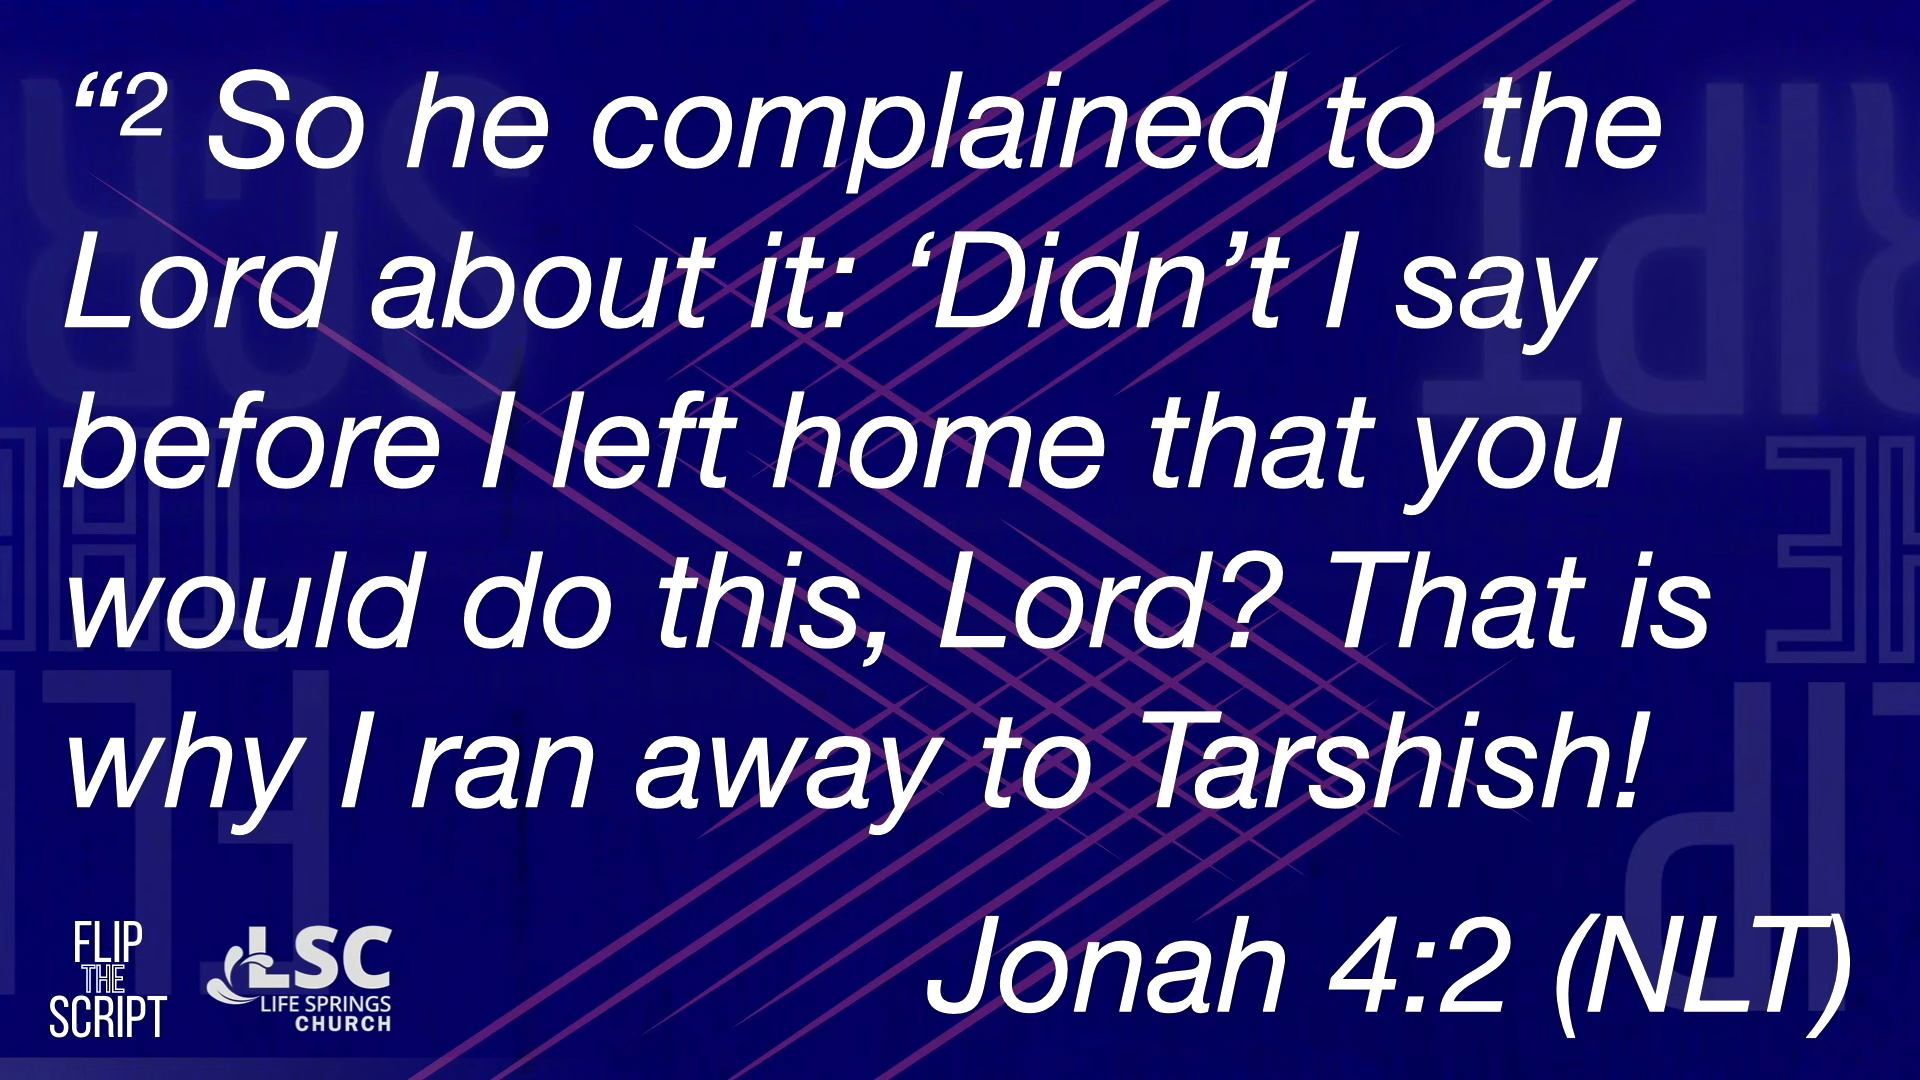 “2 So he complained to the
Lord about it: ‘Didn’t I say
before I left home that you
would do this, Lord? That is
why I ran away to Tarshish!
Jonah 4:2 (NLT)
FLIP
THE
SCRIPT
LSC
LIFE SPRINGS
CHURCH